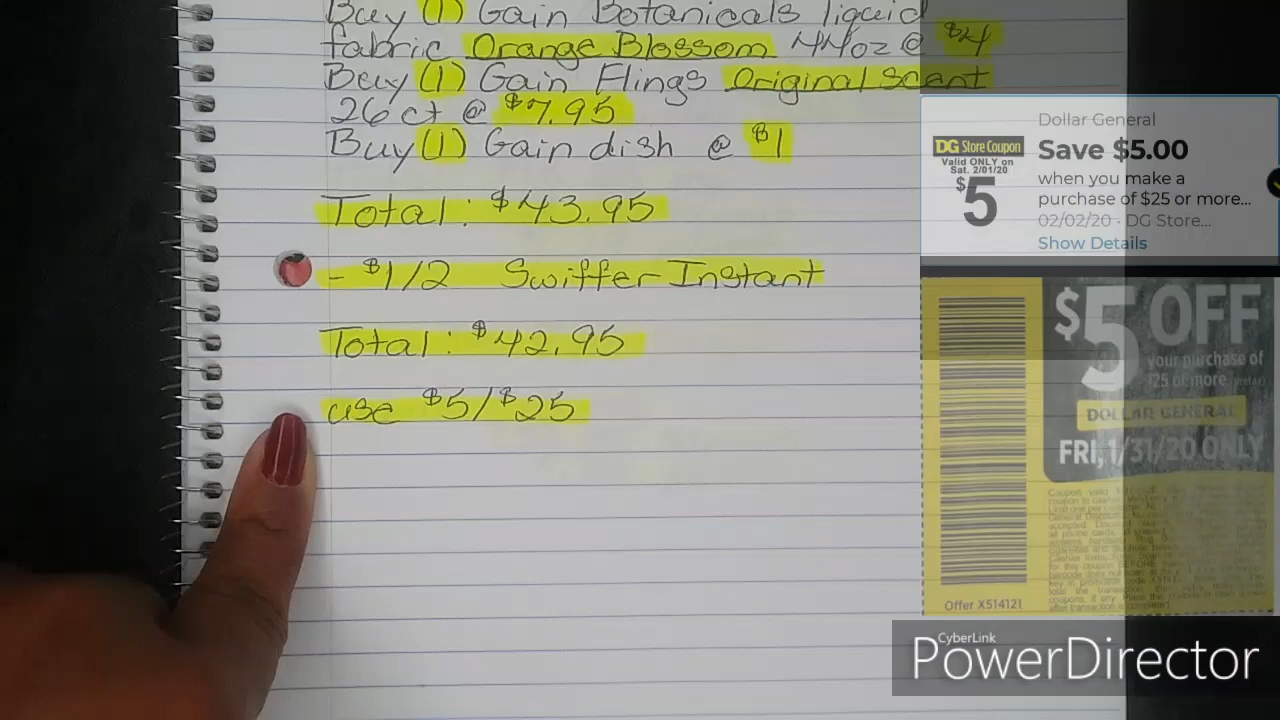 Buy (1) Gain Botanicals liquid
fabric Orange Blossom 44oz @ $4
Buy (1) Gain Flings Original Scent
26 ct @ $7.95
Buy (1) Gain dish @ $1
Total: $43.95
- $1/2 Swiffer Instant
Total: $42.95
use $5/$25
Dollar General
DG Store Coupon
Valid ONLY on
Sat. 2/01/20
$5
Save $5.00
when you make a
purchase of $25 or more...
02/02/20 - DG Store...
Show Details
$5 OFF
your purchase of
$25 or more
DOLLAR GENERAL
FRI, 1/31/20 ONLY
Offer X514121
CyberLink
PowerDirector